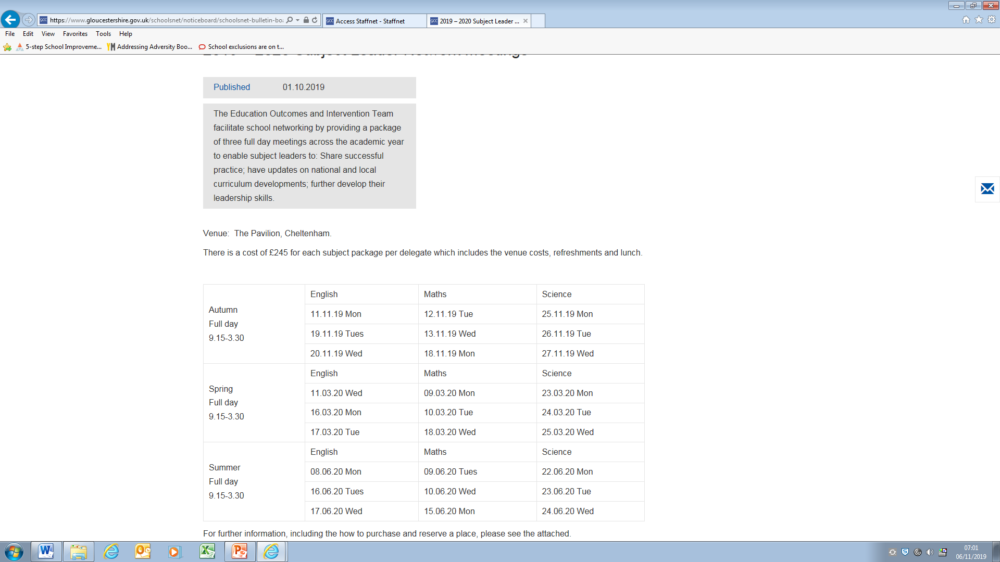 https://www.gloucestershire.gov.uk/schoolsnet/noticeboard/schoolsnet-bulletin-bo
GCC Access Staffnet - Staffnet
GCC 2019 – 2020 Subject Leader ...
File Edit View Favorites Tools Help
5-step School Improveme...
YM Addressing Adversity Boo...
School exclusions are on t...
2019 – 2020 Subject Leader Network Meetings
Published 01.10.2019
The Education Outcomes and Intervention Team
facilitate school networking by providing a package
of three full day meetings across the academic year
to enable subject leaders to: Share successful
practice; have updates on national and local
curriculum developments; further develop their
leadership skills.
Venue: The Pavilion, Cheltenham.
There is a cost of £245 for each subject package per delegate which includes the venue costs, refreshments and lunch.
Autumn
Full day
9.15-3.30
English Maths Science
11.11.19 Mon 12.11.19 Tue 25.11.19 Mon
19.11.19 Tues 13.11.19 Wed 26.11.19 Tue
20.11.19 Wed 18.11.19 Mon 27.11.19 Wed
Spring
Full day
9.15-3.30
English Maths Science
11.03.20 Wed 09.03.20 Mon 23.03.20 Mon
16.03.20 Mon 10.03.20 Tue 24.03.20 Tue
17.03.20 Tue 18.03.20 Wed 25.03.20 Wed
Summer
Full day
9.15-3.30
English Maths Science
08.06.20 Mon 09.06.20 Tues 22.06.20 Mon
16.06.20 Tues 10.06.20 Wed 23.06.20 Tue
17.06.20 Wed 15.06.20 Mon 24.06.20 Wed
For further information, including the how to purchase and reserve a place, please see the attached.
07:01
06/11/2019